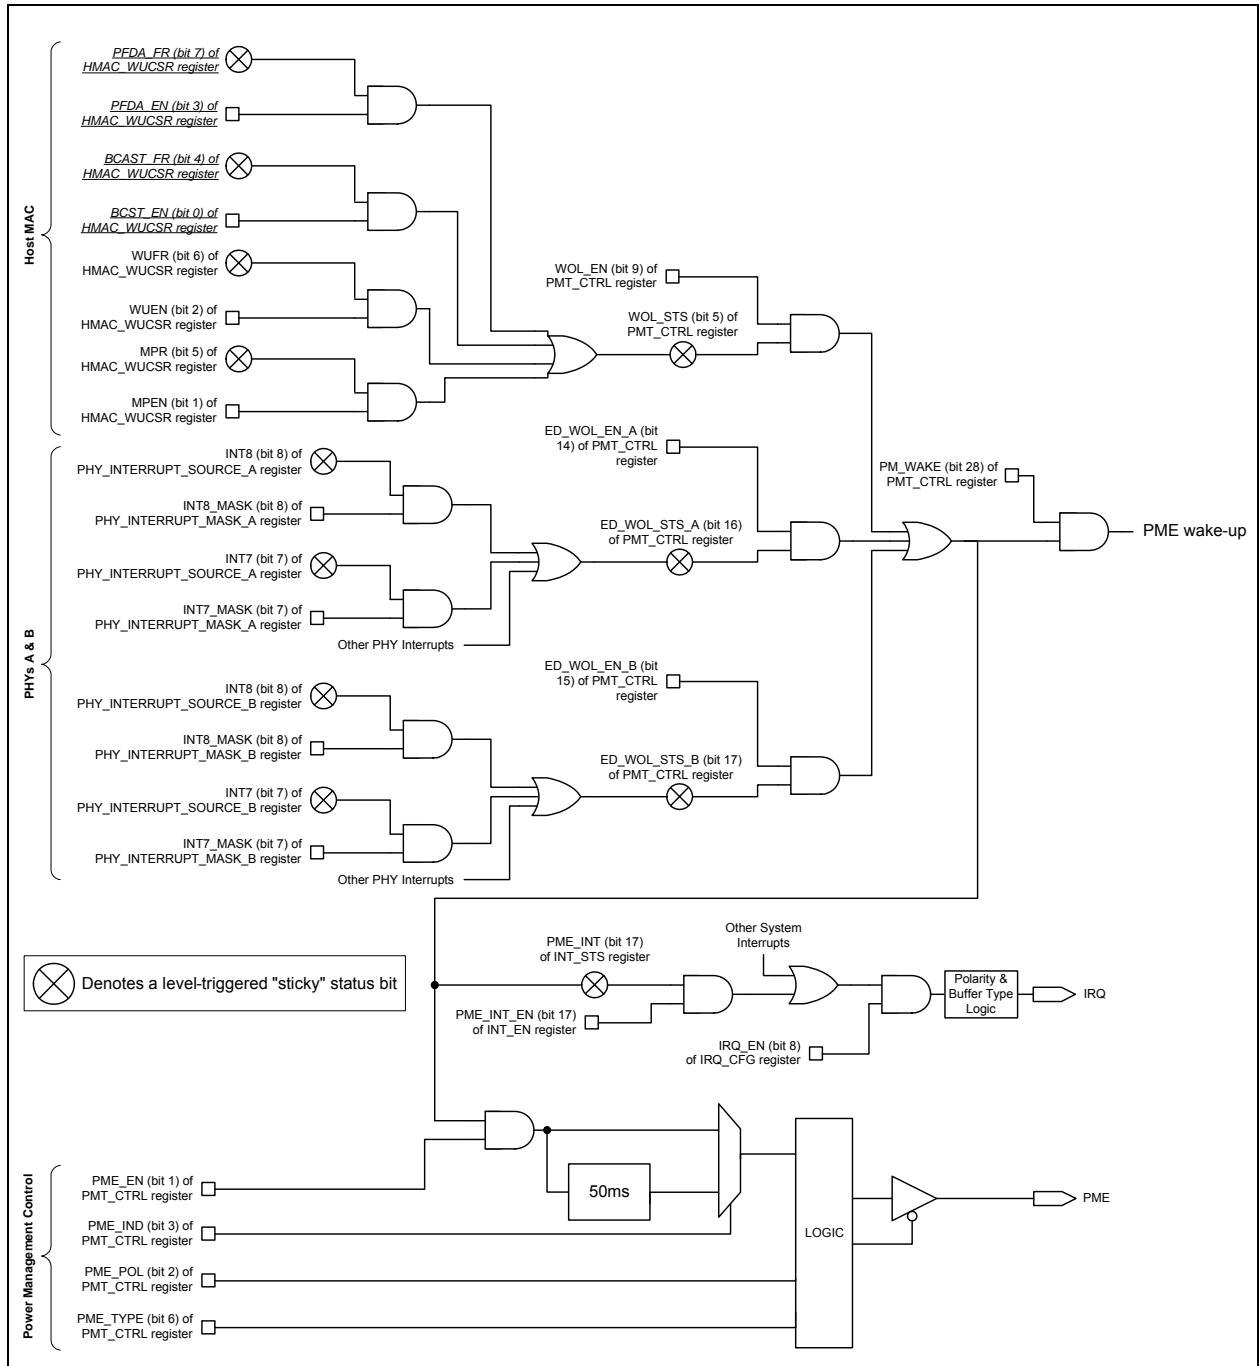 Host MAC
PFDA_FR (bit 7) of
HMAC_WUCSR register
PFDA_EN (bit 3) of
HMAC_WUCSR register
BCAST_FR (bit 4) of
HMAC_WUCSR register
BCST_EN (bit 0) of
HMAC_WUCSR register
WUFR (bit 6) of
HMAC_WUCSR register
WUEN (bit 2) of
HMAC_WUCSR register
MPR (bit 5) of
HMAC_WUCSR register
MPEN (bit 1) of
HMAC_WUCSR register
WOL_EN (bit 9) of
PMT_CTRL register
WOL_STS (bit 5) of
PMT_CTRL register
PHYs A & B
INT8 (bit 8) of
PHY_INTERRUPT_SOURCE_A register
INT8_MASK (bit 8) of
PHY_INTERRUPT_MASK_A register
INT7 (bit 7) of
PHY_INTERRUPT_SOURCE_A register
INT7_MASK (bit 7) of
PHY_INTERRUPT_MASK_A register
Other PHY Interrupts
ED_WOL_EN_A (bit
14) of PMT_CTRL
register
ED_WOL_STS_A (bit 16)
of PMT_CTRL register
PM_WAKE (bit 28) of
PMT_CTRL register
PME wake-up
INT8 (bit 8) of
PHY_INTERRUPT_SOURCE_B register
INT8_MASK (bit 8) of
PHY_INTERRUPT_MASK_B register
INT7 (bit 7) of
PHY_INTERRUPT_SOURCE_B register
INT7_MASK (bit 7) of
PHY_INTERRUPT_MASK_B register
Other PHY Interrupts
ED_WOL_EN_B (bit
15) of PMT_CTRL
register
ED_WOL_STS_B (bit 17)
of PMT_CTRL register
Denotes a level-triggered "sticky" status bit
PME_INT (bit 17)
of INT_STS register
PME_INT_EN (bit 17)
of INT_EN register
Other System
Interrupts
IRQ_EN (bit 8)
of IRQ_CFG register
Polarity &
Buffer Type
Logic
IRQ
Power Management Control
PME_EN (bit 1) of
PMT_CTRL register
PME_IND (bit 3) of
PMT_CTRL register
PME_POL (bit 2) of
PMT_CTRL register
PME_TYPE (bit 6) of
PMT_CTRL register
50ms
LOGIC
PME